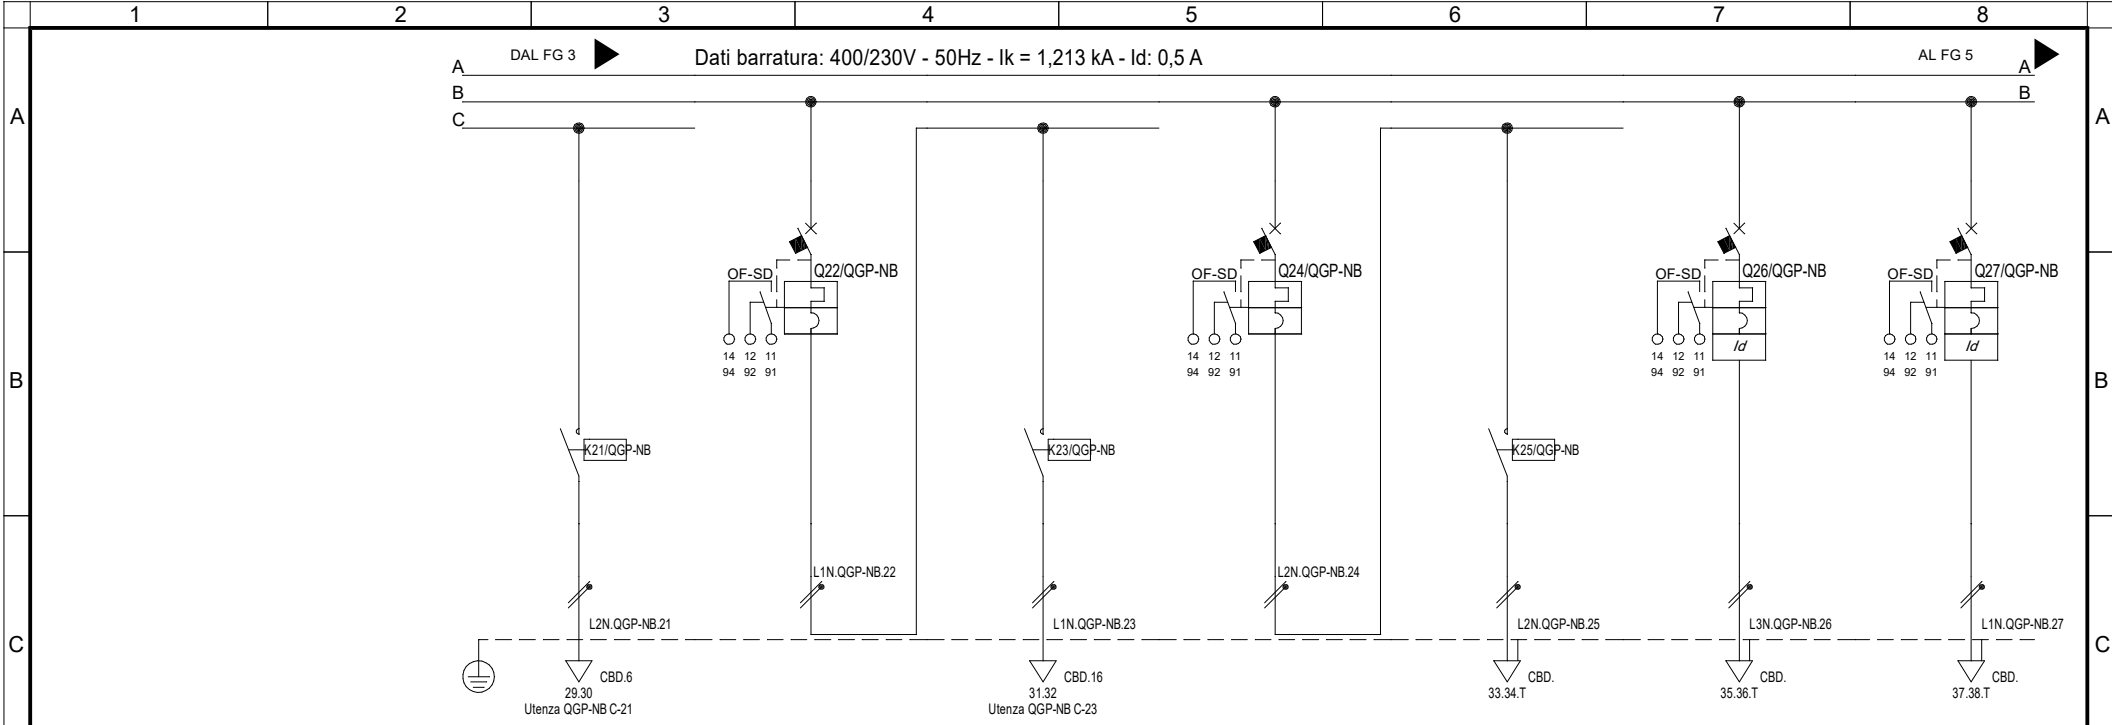 1 2 3 4 5 6 7 8
DAL FG 3 Dati barratura: 400/230V - 50Hz - Ik = 1,213 kA - Id: 0,5 A AL FG 5
A A
B B
C
A A
OF-SD Q22/QGP-NB OF-SD Q24/QGP-NB OF-SD Q26/QGP-NB OF-SD Q27/QGP-NB
Id Id
14 12 11 14 12 11 14 12 11 14 12 11
94 92 91 94 92 91 94 92 91 94 92 91
B B
K21/QGP-NB K23/QGP-NB K25/QGP-NB
L1N.QGP-NB.22 L2N.QGP-NB.24
L2N.QGP-NB.21 L1N.QGP-NB.23 L2N.QGP-NB.25 L3N.QGP-NB.26 L1N.QGP-NB.27
C C
CBD.6 CBD.16 CBD. CBD. CBD.
29.30 31.32 33.34.T 35.36.T 37.38.T
Utenza QGP-NB C-21 Utenza QGP-NB C-23